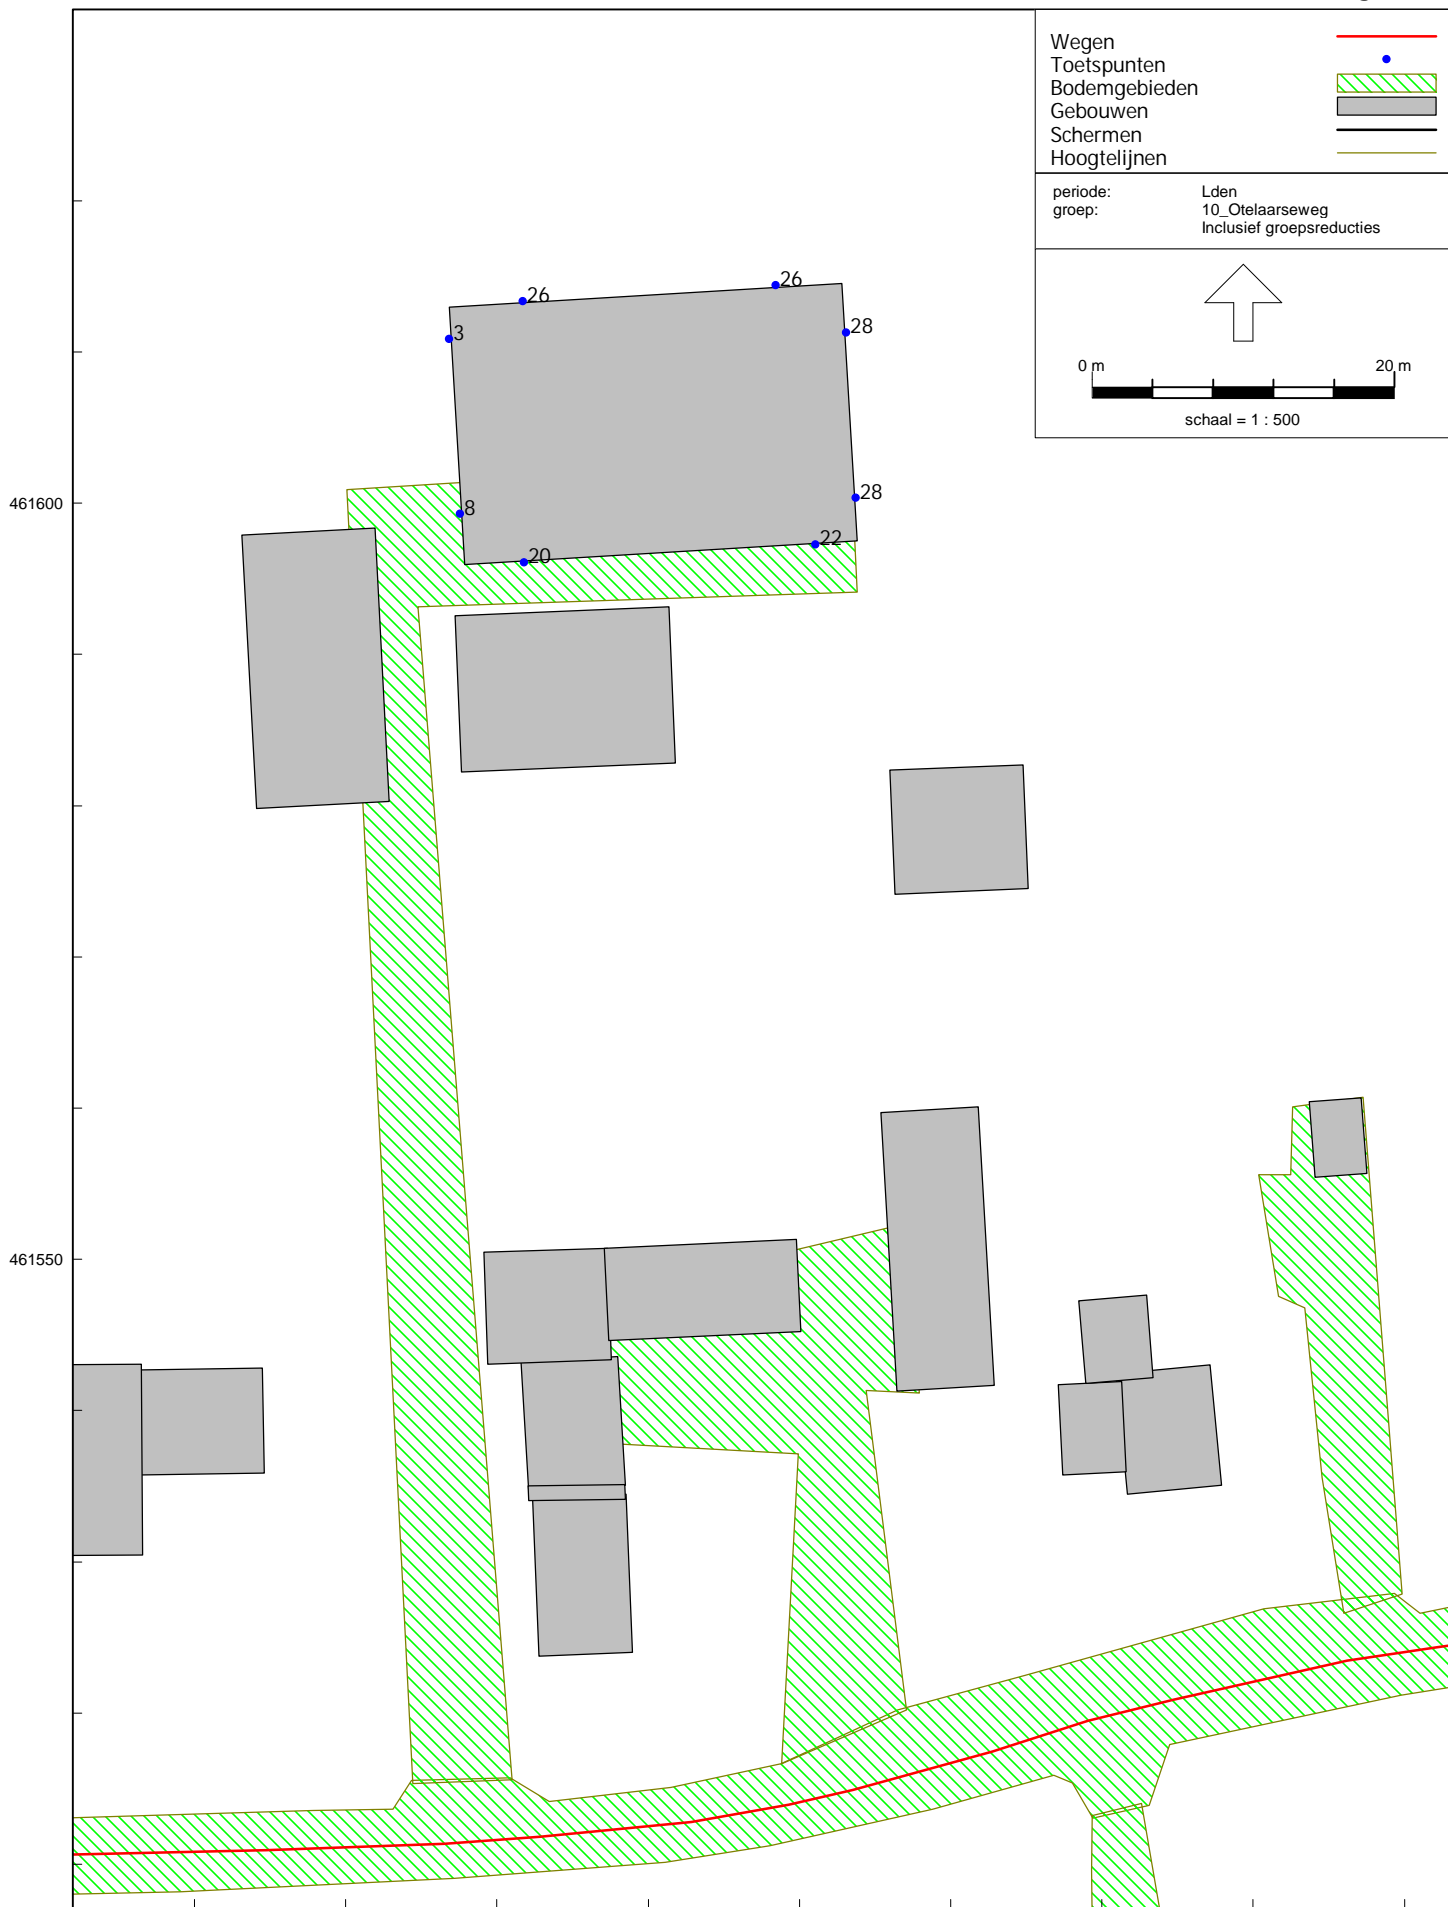 Wegen
Toetspunten
Bodemgebieden
Gebouwen
Schermen
Hoogtelijnen
periode: Lden
groep: 10_Otelaarseweg
Inclusief groepsreducties
0 m 20 m
schaal = 1 : 500
26
26
3
28
461600
28
8
22
20
461550